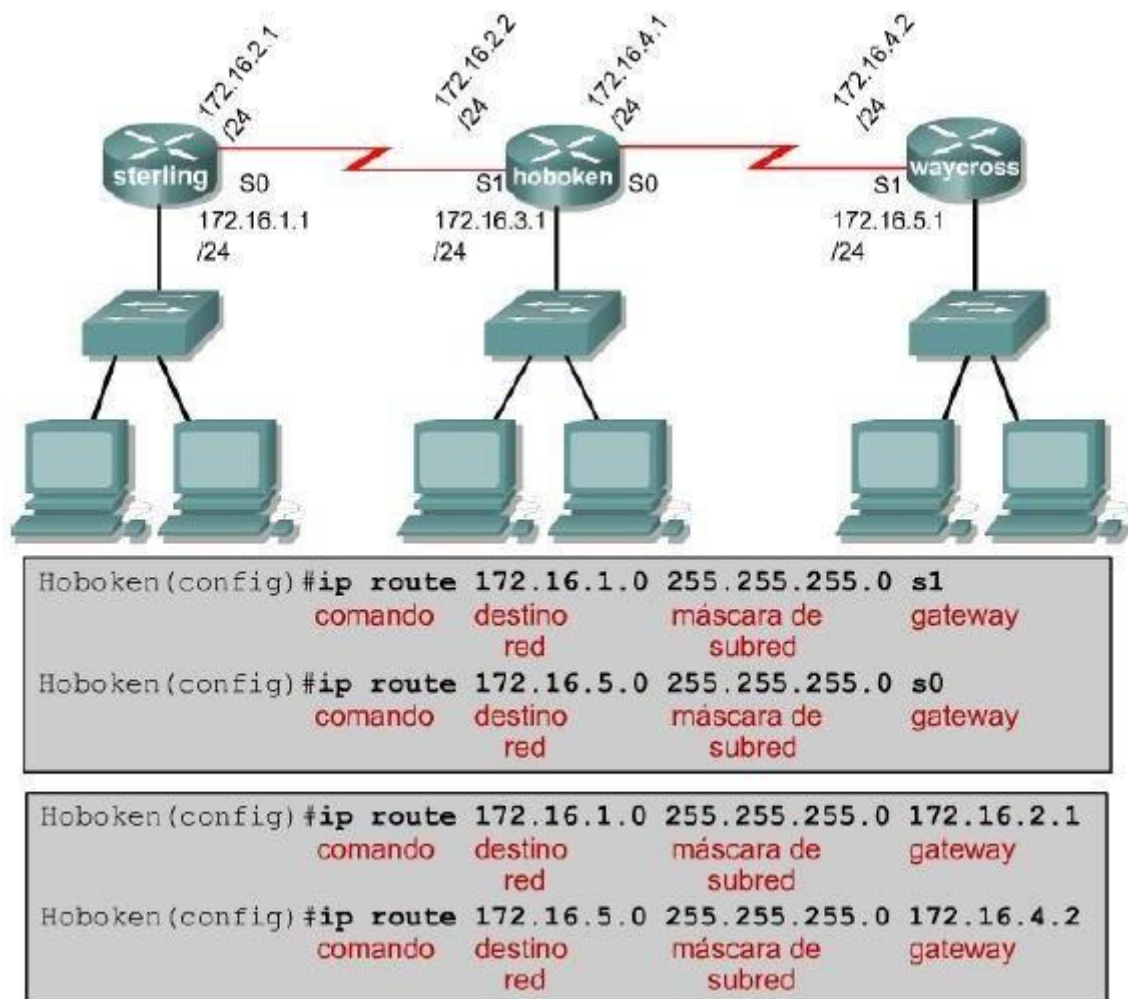 172.16.2.1
/24
172.16.2.2
/24
172.16.4.1
/24
172.16.4.2
/24
sterling
S0
S1
hoboken
S0
S1
waycross
172.16.1.1
/24
172.16.3.1
/24
172.16.5.1
/24
Hoboken(config)#ip route 172.16.1.0 255.255.255.0 s1
comando destino máscara de gateway
red subred
Hoboken(config)#ip route 172.16.5.0 255.255.255.0 s0
comando destino máscara de gateway
red subred
Hoboken(config)#ip route 172.16.1.0 255.255.255.0 172.16.2.1
comando destino máscara de gateway
red subred
Hoboken(config)#ip route 172.16.5.0 255.255.255.0 172.16.4.2
comando destino máscara de gateway
red subred